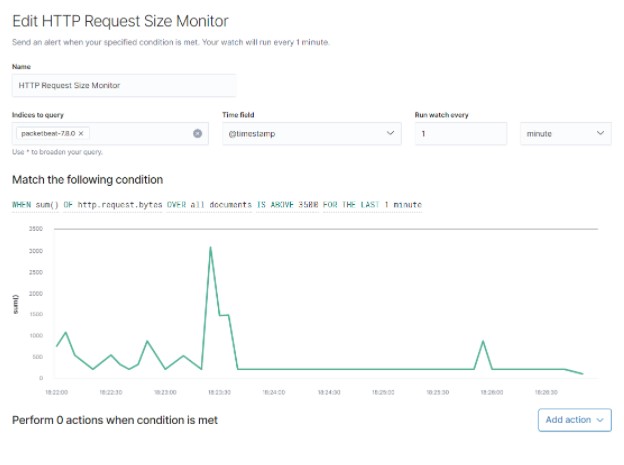 Edit HTTP Request Size Monitor
Send an alert when your specified condition is met. Your watch will run every 1 minute.
Name
HTTP Request Size Monitor
Indices to query Time field Run watch every
packetbeat-7.8.0 × @timestamp 1 minute
Use * to broaden your query.
Match the following condition
WHEN sum() OF http.request.bytes OVER all documents IS ABOVE 3500 FOR THE LAST 1 minute
3500
3000
2500
2000
1500
1000
500
0
sum()
18:22:00 18:22:30 18:23:00 18:23:30 18:24:00 18:24:30 18:25:00 18:25:30 18:26:00 18:26:30
Perform 0 actions when condition is met
Add action